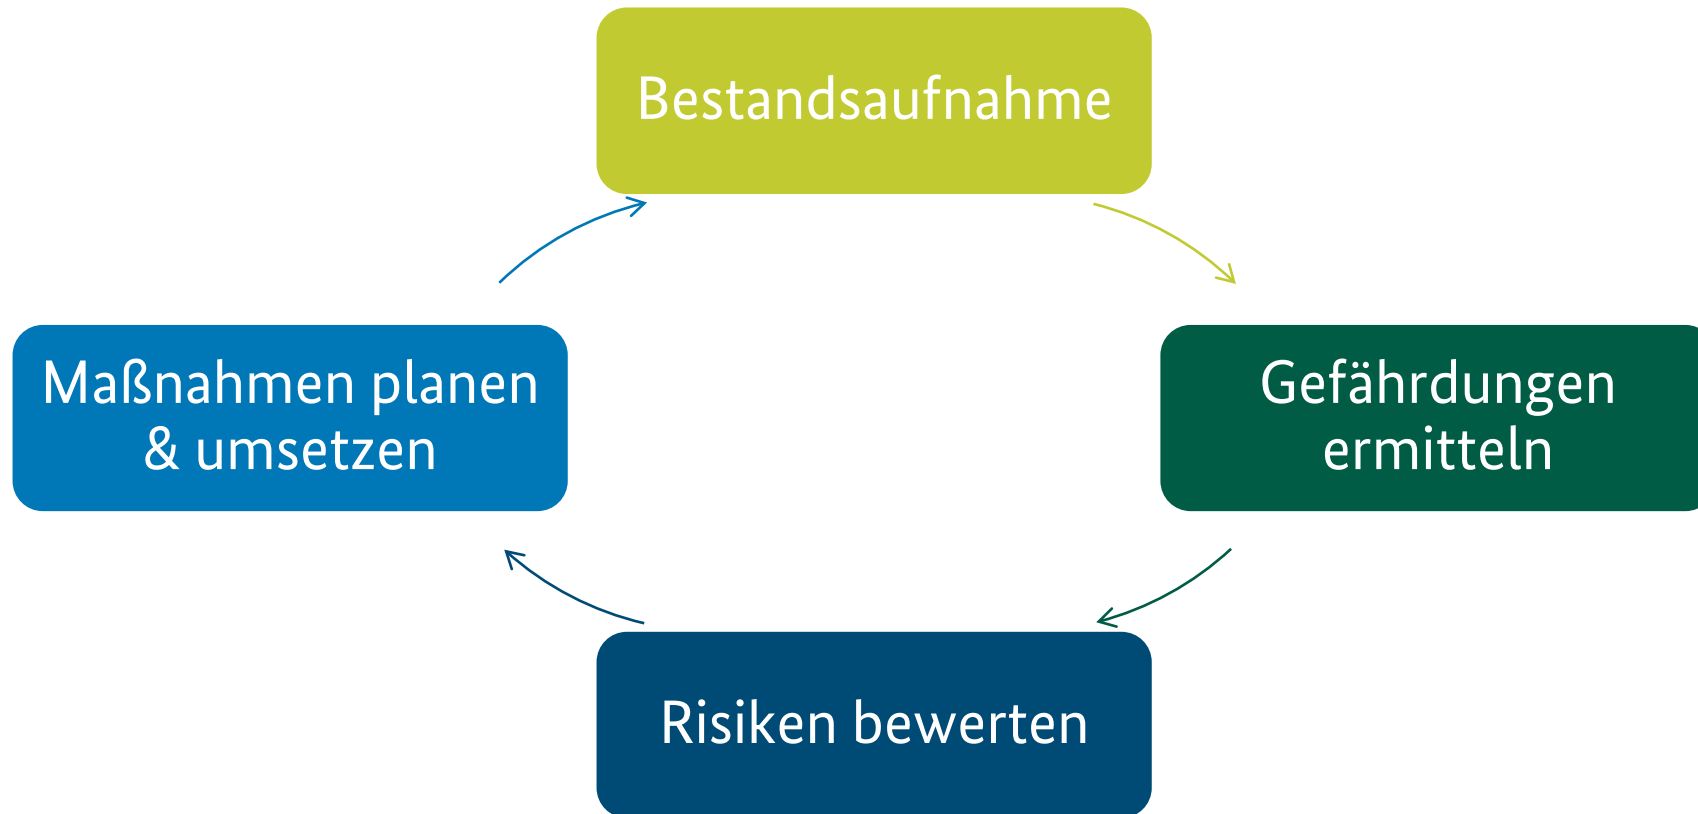 Bestandsaufnahme
Gefährdungen
ermitteln
Risiken bewerten
Maßnahmen planen
& umsetzen